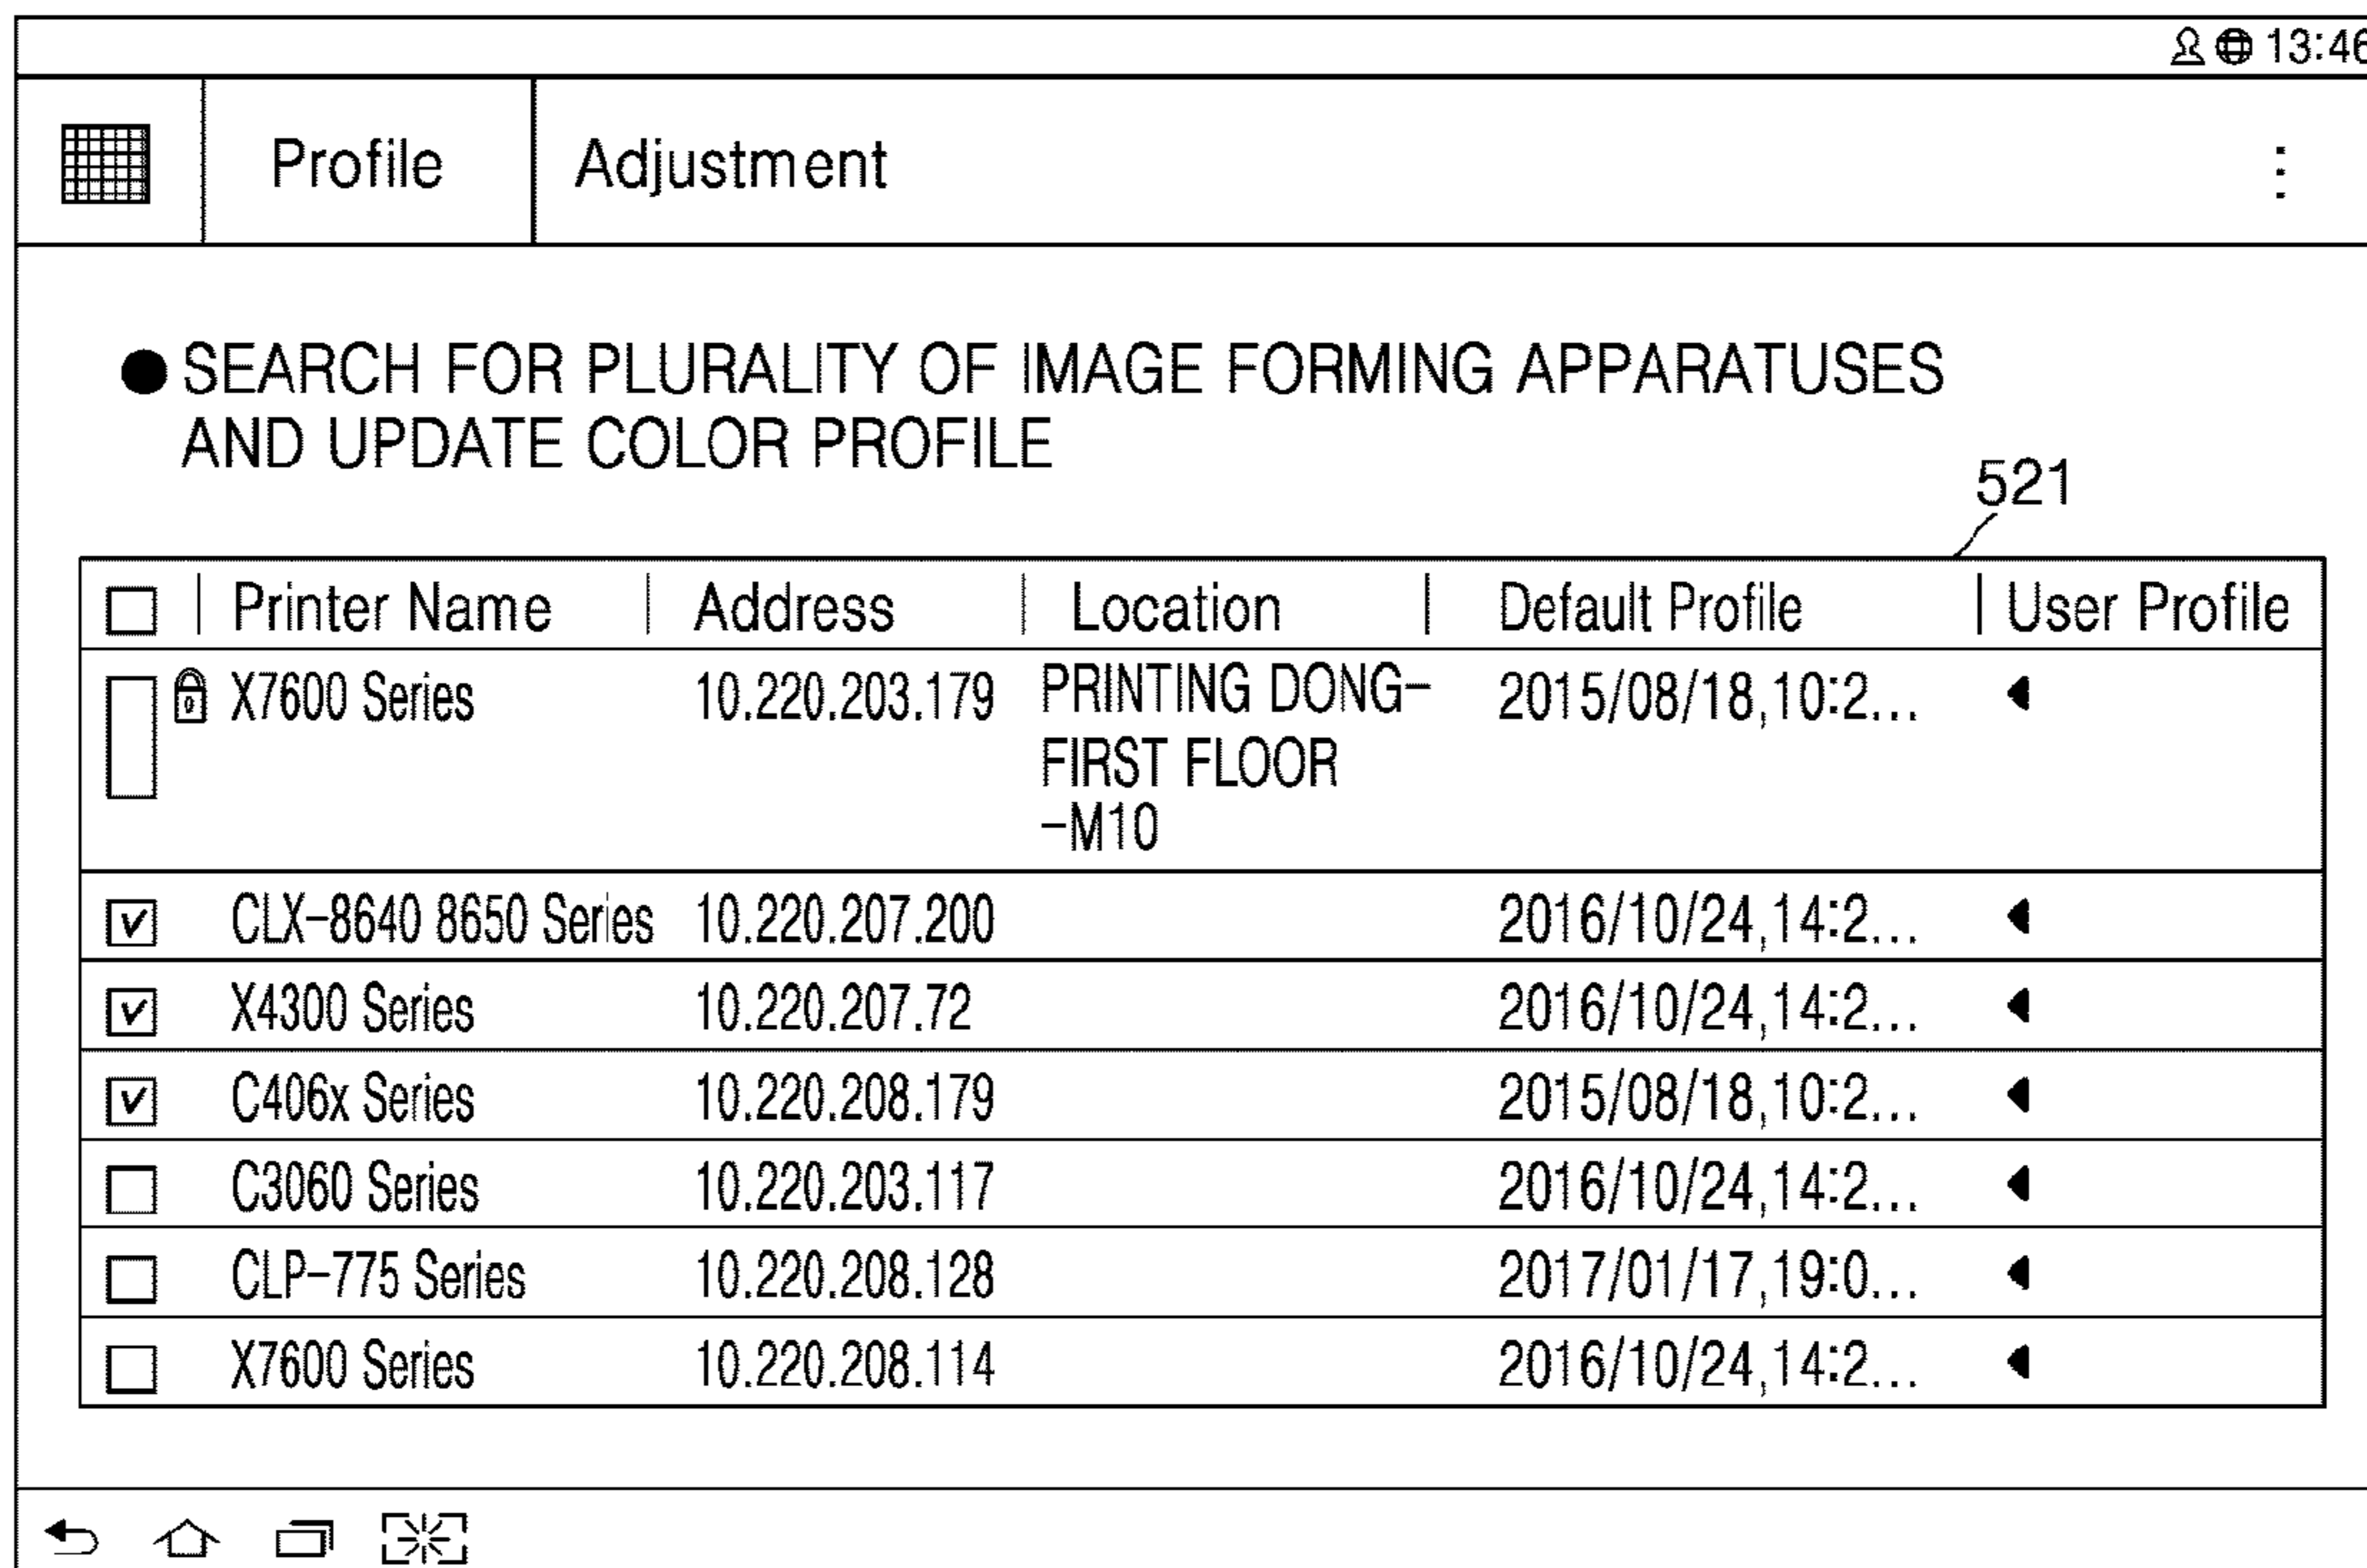 13:46
Profile Adjustment
● SEARCH FOR PLURALITY OF IMAGE FORMING APPARATUSES
AND UPDATE COLOR PROFILE
521
Printer Name Address Location Default Profile User Profile
X7600 Series 10.220.203.179 PRINTING DONG- 2015/08/18,10:2...
FIRST FLOOR
-M10
CLX-8640 8650 Series 10.220.207.200 2016/10/24,14:2...
X4300 Series 10.220.207.72 2016/10/24,14:2...
C406x Series 10.220.208.179 2015/08/18,10:2...
C3060 Series 10.220.203.117 2016/10/24,14:2...
CLP-775 Series 10.220.208.128 2017/01/17,19:0...
X7600 Series 10.220.208.114 2016/10/24,14:2...